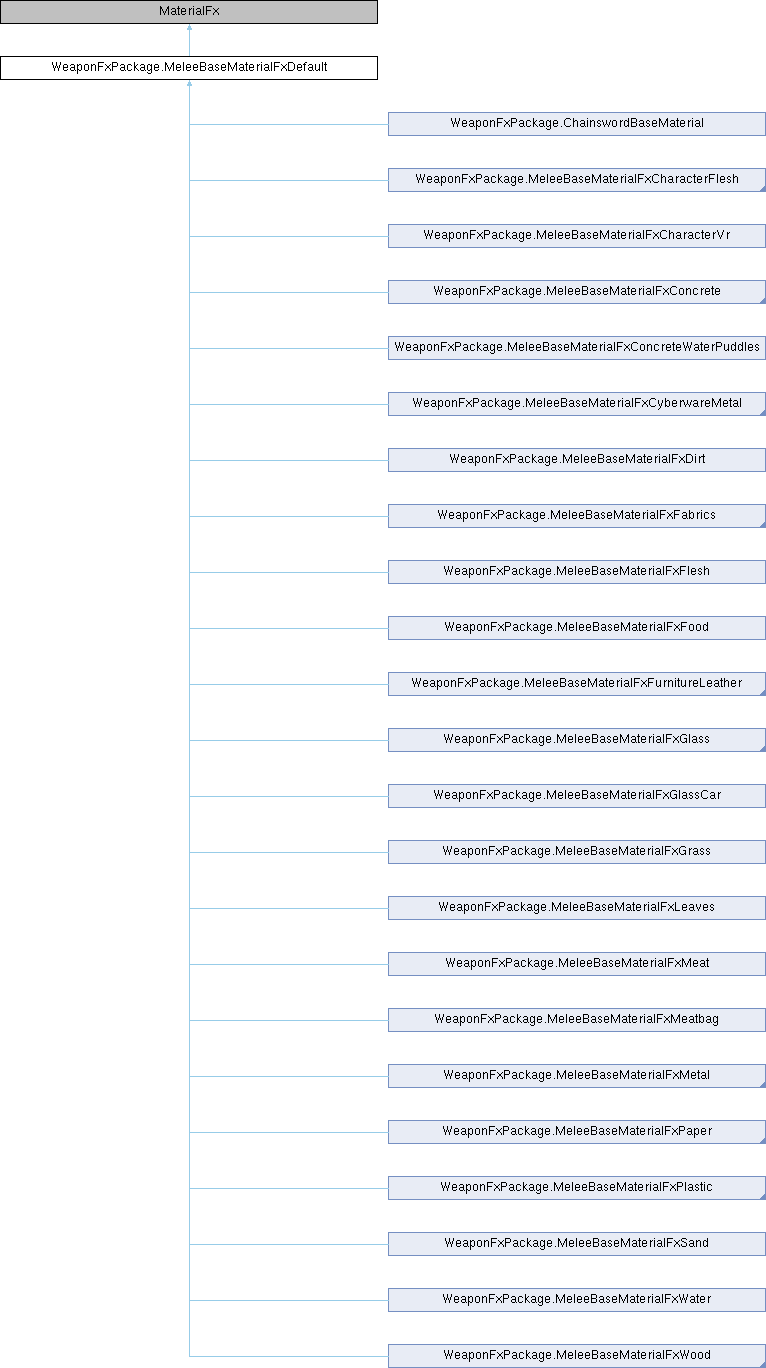 MaterialFx
WeaponFxPackage.MeleeBaseMaterialFxDefault
WeaponFxPackage.ChainswordBaseMaterial
WeaponFxPackage.MeleeBaseMaterialFxCharacterFlesh
WeaponFxPackage.MeleeBaseMaterialFxCharacterVr
WeaponFxPackage.MeleeBaseMaterialFxConcrete
WeaponFxPackage.MeleeBaseMaterialFxConcreteWaterPuddles
WeaponFxPackage.MeleeBaseMaterialFxCyberwareMetal
WeaponFxPackage.MeleeBaseMaterialFxDirt
WeaponFxPackage.MeleeBaseMaterialFxFabrics
WeaponFxPackage.MeleeBaseMaterialFxFlesh
WeaponFxPackage.MeleeBaseMaterialFxFood
WeaponFxPackage.MeleeBaseMaterialFxFurnitureLeather
WeaponFxPackage.MeleeBaseMaterialFxGlass
WeaponFxPackage.MeleeBaseMaterialFxGlassCar
WeaponFxPackage.MeleeBaseMaterialFxGrass
WeaponFxPackage.MeleeBaseMaterialFxLeaves
WeaponFxPackage.MeleeBaseMaterialFxMeat
WeaponFxPackage.MeleeBaseMaterialFxMeatbag
WeaponFxPackage.MeleeBaseMaterialFxMetal
WeaponFxPackage.MeleeBaseMaterialFxPaper
WeaponFxPackage.MeleeBaseMaterialFxPlastic
WeaponFxPackage.MeleeBaseMaterialFxSand
WeaponFxPackage.MeleeBaseMaterialFxWater
WeaponFxPackage.MeleeBaseMaterialFxWood